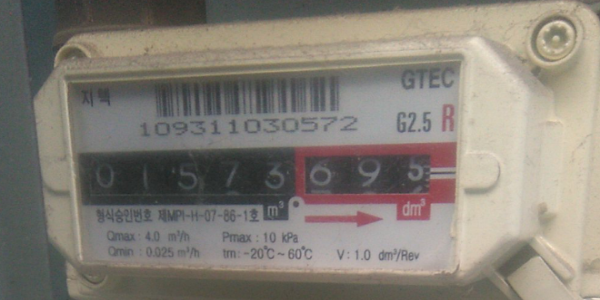 지멕 GTEC
109311030572 G2.5 R
01573 695
형식승인번호 제MPI-H-07-86-1호 m³ dm³
Qmax : 4.0 m³/h Pmax : 10 kPa
Qmin : 0.025 m³/h tm : -20℃ ~ 60℃ V : 1.0 dm³/Rev